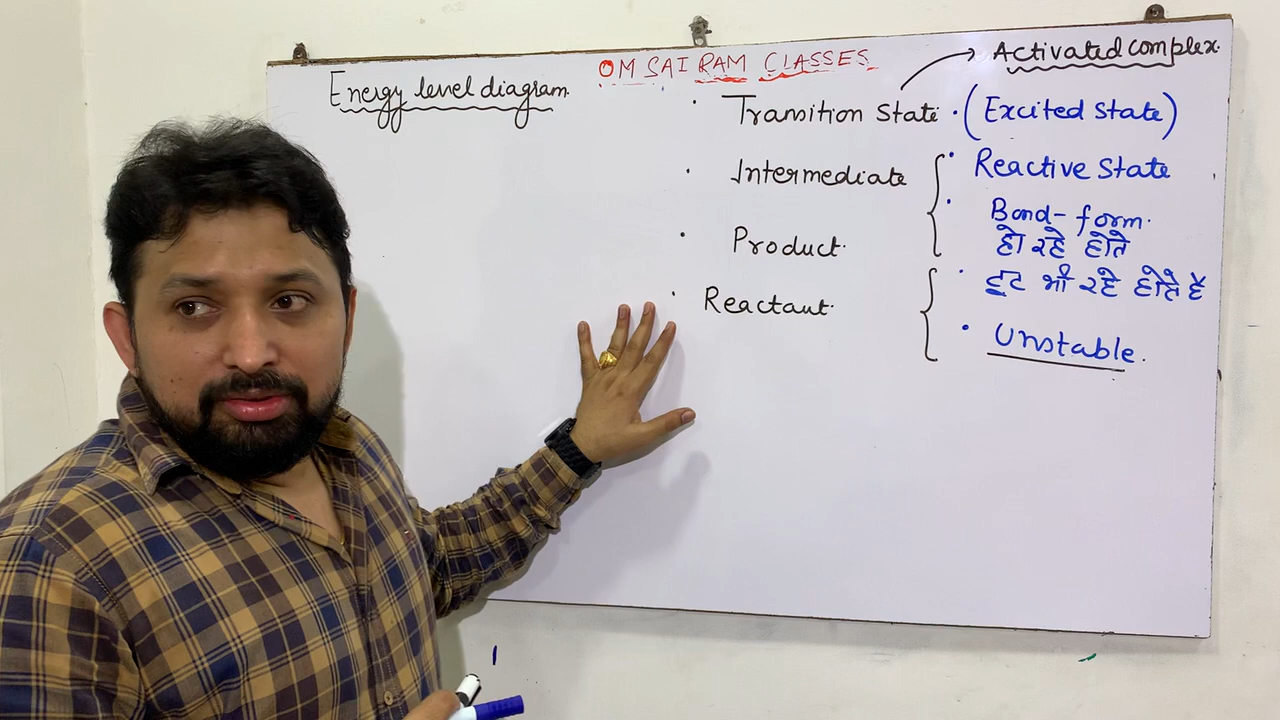 OM SAI RAM CLASSES
Energy level diagram
Activated complex.
Transition State · (Excited State)
Intermediate
Product.
Reactant.
Reactive State
Bond- form.
हो रहे होते
टूट भी रहे होते है
Unstable.